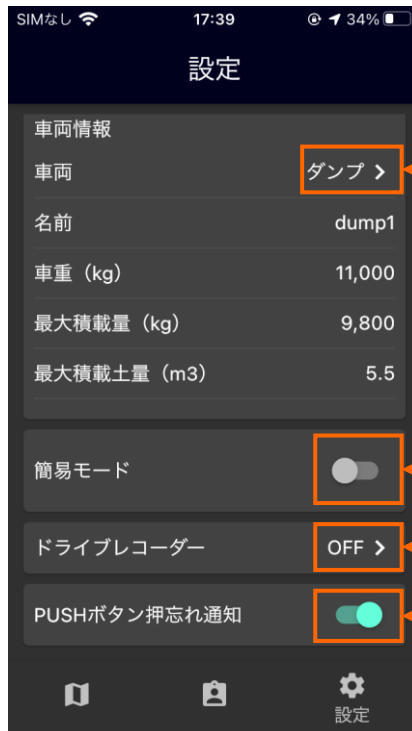 SIMなし 17:39 34%
設定
車両情報
車両 ダンプ
名前 dump1
車重（kg） 11,000
最大積載量（kg） 9,800
最大積載土量（m3） 5.5
簡易モード
ドライブレコーダー OFF
PUSHボタン押忘れ通知
設定